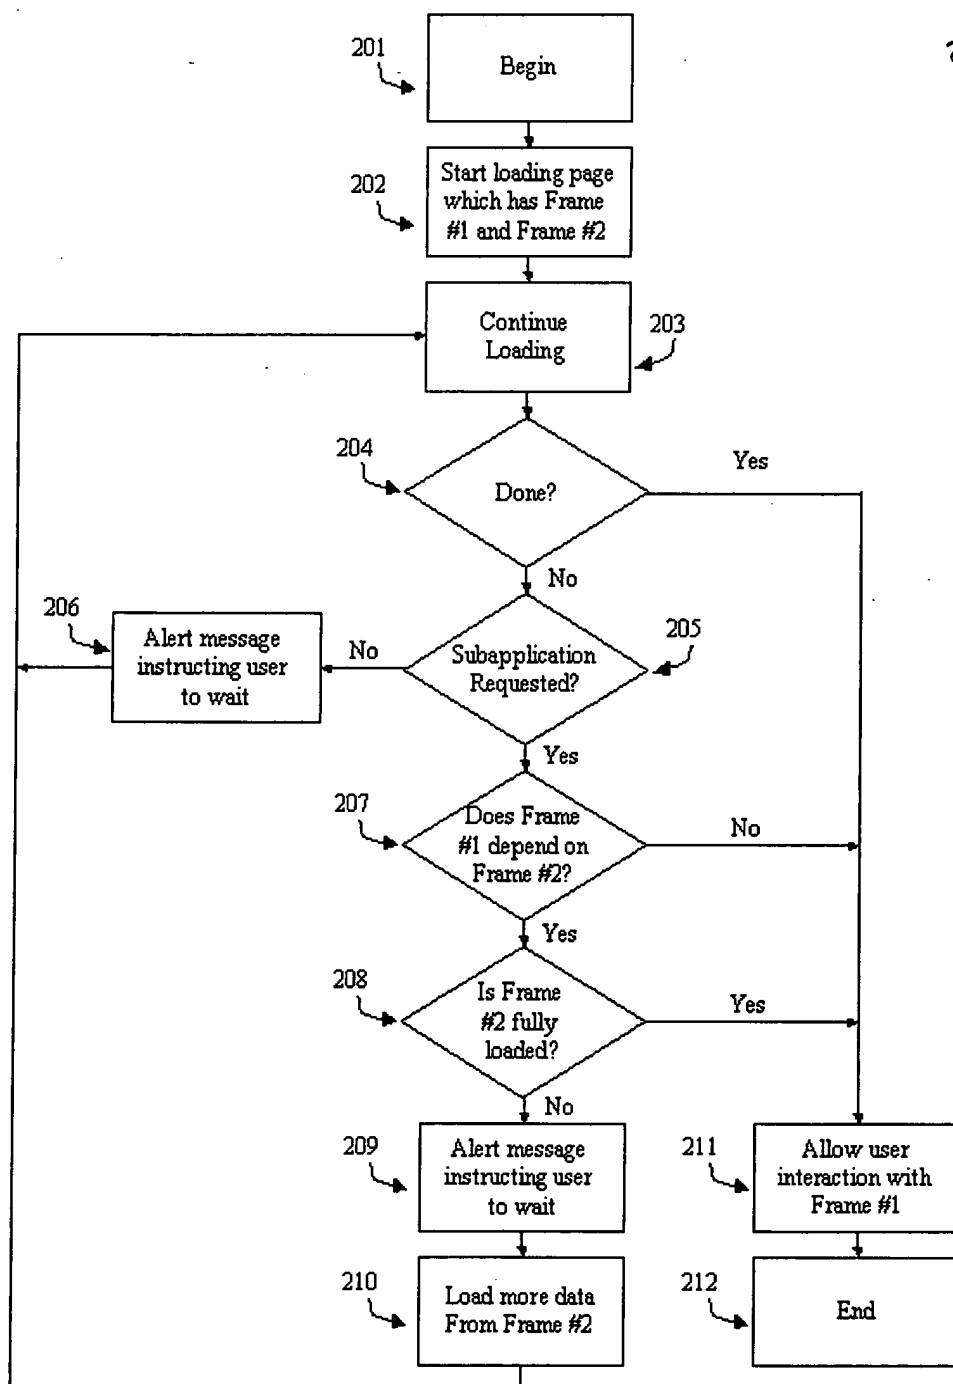 201
Begin
202
Start loading page
which has Frame
#1 and Frame #2
Continue
Loading
203
204
Done?
Yes
No
206
Alert message
instructing user
to wait
No
Subapplication
Requested?
205
Yes
207
Does Frame
#1 depend on
Frame #2?
No
Yes
208
Is Frame
#2 fully
loaded?
Yes
No
209
Alert message
instructing user
to wait
211
Allow user
interaction with
Frame #1
210
Load more data
From Frame #2
212
End